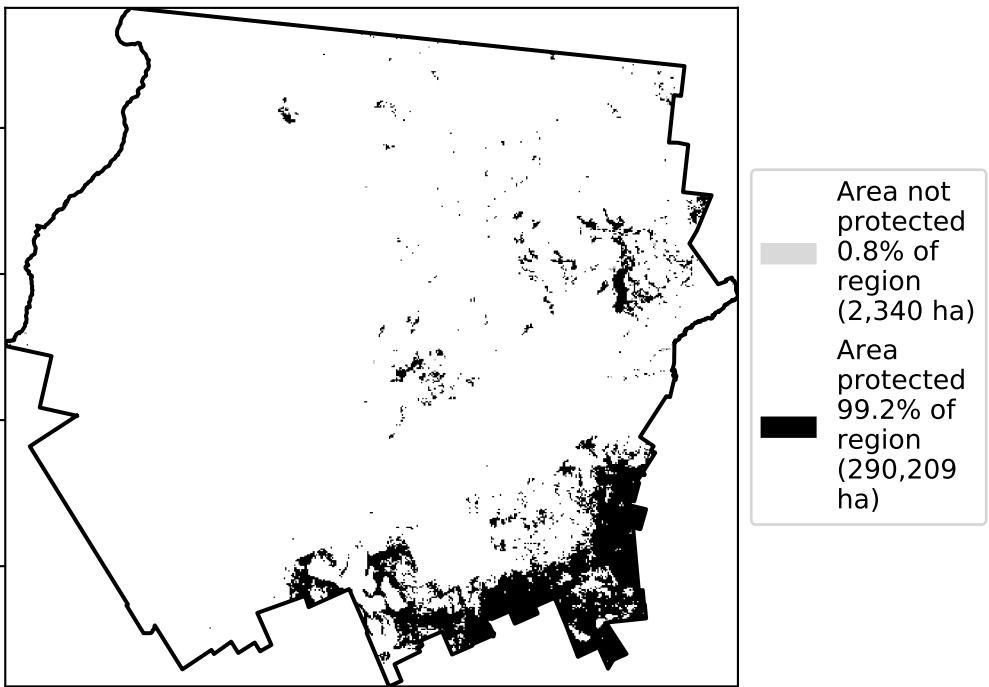 Area not
protected
0.8% of
region
(2,340 ha)
Area
protected
99.2% of
region
(290,209
ha)